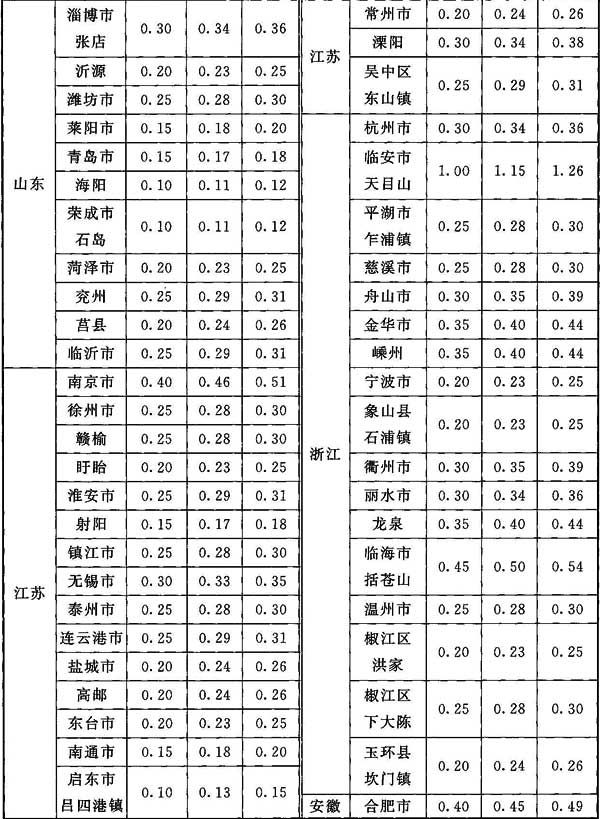 山东
淄博市
张店 0.30 0.34 0.36
沂源 0.20 0.23 0.25
潍坊市 0.25 0.28 0.30
莱阳市 0.15 0.18 0.20
青岛市 0.15 0.17 0.18
海阳 0.10 0.11 0.12
荣成市
石岛 0.10 0.11 0.12
菏泽市 0.20 0.23 0.25
兖州 0.25 0.29 0.31
莒县 0.20 0.24 0.26
临沂市 0.25 0.29 0.31
江苏
南京市 0.40 0.46 0.51
徐州市 0.25 0.28 0.30
赣榆 0.25 0.28 0.30
盱眙 0.20 0.23 0.25
淮安市 0.25 0.29 0.31
射阳 0.15 0.17 0.18
镇江市 0.25 0.28 0.30
无锡市 0.30 0.33 0.35
泰州市 0.25 0.28 0.30
连云港市 0.25 0.29 0.31
盐城市 0.20 0.24 0.26
高邮 0.20 0.24 0.26
东台市 0.20 0.23 0.25
南通市 0.15 0.18 0.20
启东市
吕四港镇 0.10 0.13 0.15
江苏
常州市 0.20 0.24 0.26
溧阳 0.30 0.34 0.38
吴中区
东山镇 0.25 0.29 0.31
浙江
杭州市 0.30 0.34 0.36
临安市
天目山 1.00 1.15 1.26
平湖市
乍浦镇 0.25 0.28 0.30
慈溪市 0.25 0.28 0.30
舟山市 0.30 0.35 0.39
金华市 0.35 0.40 0.44
嵊州 0.35 0.40 0.44
宁波市 0.20 0.23 0.25
象山县
石浦镇 0.20 0.23 0.25
衢州市 0.30 0.35 0.39
丽水市 0.30 0.34 0.36
龙泉 0.35 0.40 0.44
临海市
括苍山 0.45 0.50 0.54
温州市 0.25 0.28 0.30
椒江区
洪家 0.20 0.23 0.25
椒江区
下大陈 0.25 0.28 0.30
玉环县
坎门镇 0.20 0.24 0.26
安徽 合肥市 0.40 0.45 0.49